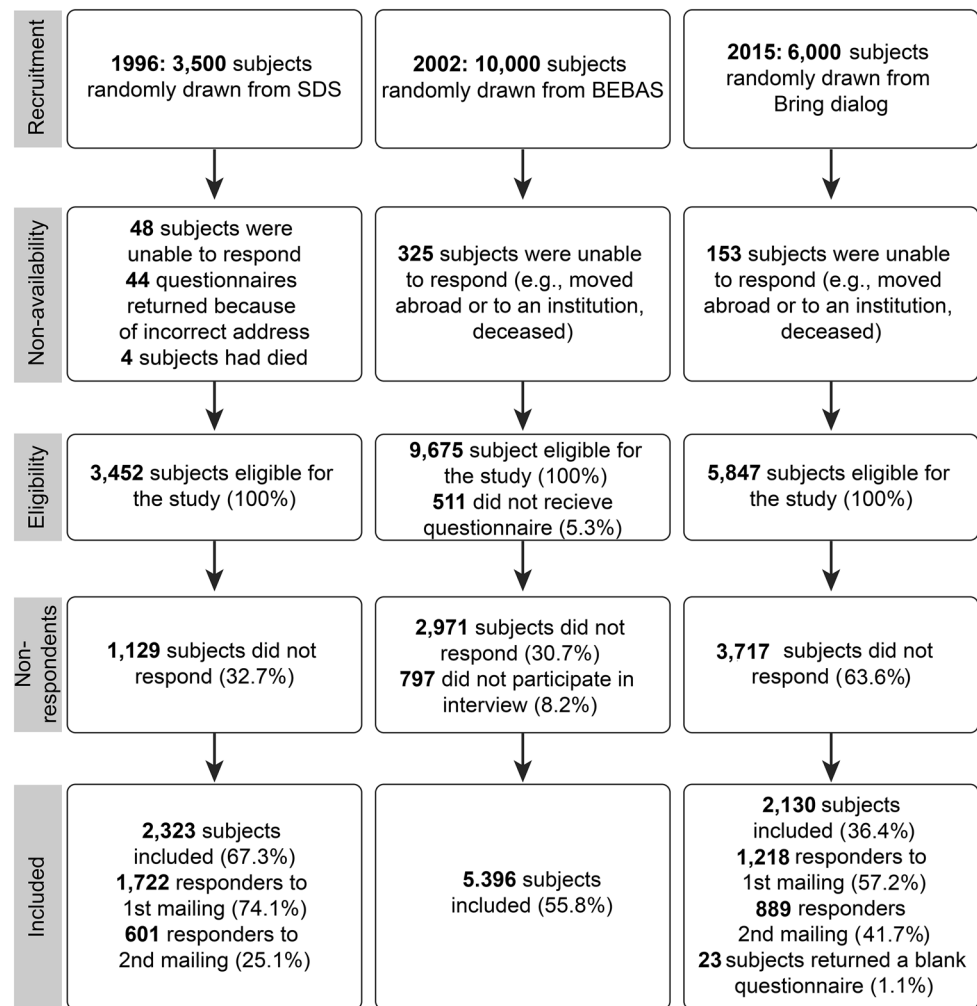 Recruitment
1996: 3,500 subjects
randomly drawn from SDS
2002: 10,000 subjects
randomly drawn from BEBAS
2015: 6,000 subjects
randomly drawn from
Bring dialog
Non-availability
48 subjects were
unable to respond
44 questionnaires
returned because
of incorrect address
4 subjects had died
325 subjects were unable
to respond (e.g., moved
abroad or to an institution,
deceased)
153 subjects were unable
to respond (e.g., moved
abroad or to an institution,
deceased)
Eligibility
3,452 subjects eligible for
the study (100%)
9,675 subject eligible for
the study (100%)
511 did not recieve
questionnaire (5.3%)
5,847 subjects eligible for
the study (100%)
Non-
respondents
1,129 subjects did not
respond (32.7%)
2,971 subjects did not
respond (30.7%)
797 did not participate in
interview (8.2%)
3,717 subjects did not
respond (63.6%)
Included
2,323 subjects
included (67.3%)
1,722 responders to
1st mailing (74.1%)
601 responders to
2nd mailing (25.1%)
5.396 subjects
included (55.8%)
2,130 subjects
included (36.4%)
1,218 responders to
1st mailing (57.2%)
889 responders
2nd mailing (41.7%)
23 subjects returned a blank
questionnaire (1.1%)